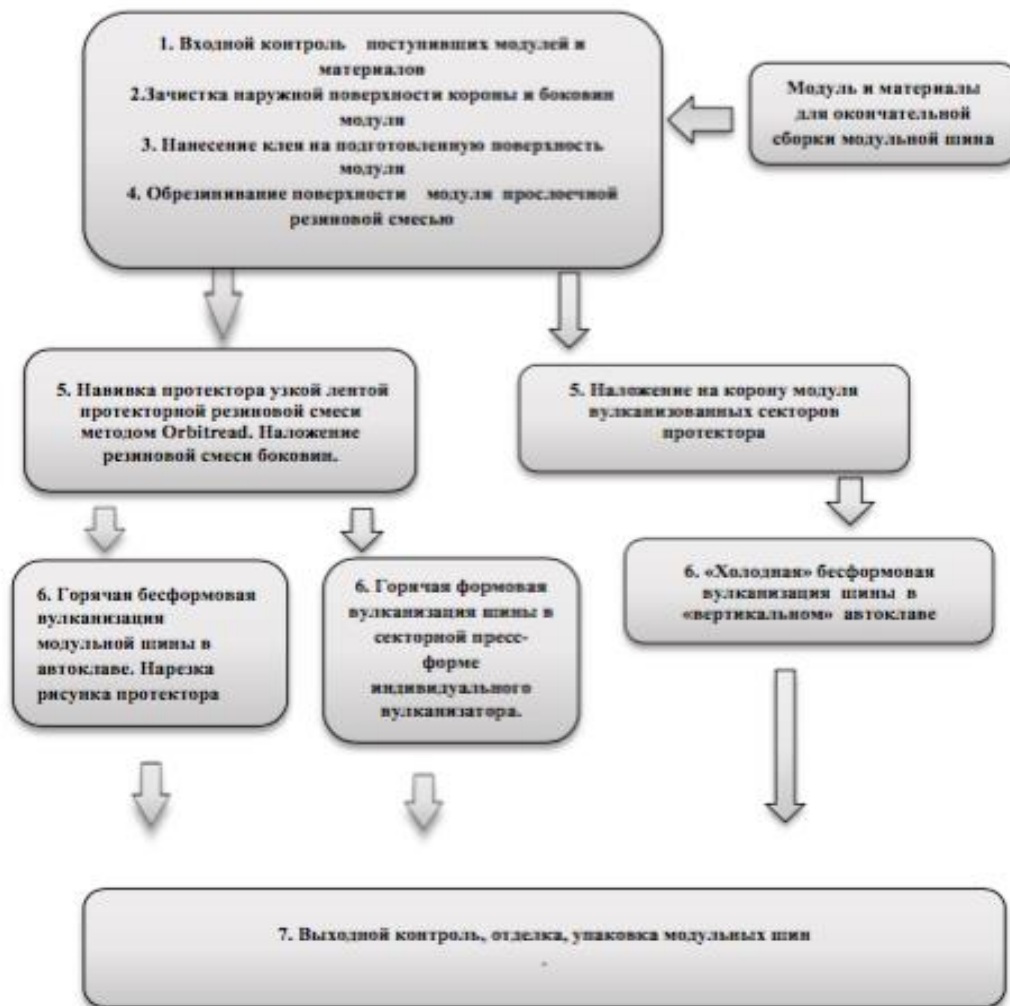 1. Входной контроль поступивших модулей и
материалов
2.Зачистка наружной поверхности короны и боковин
модуля
3. Нанесение клея на подготовленную поверхность
модули
4. Обрезинивание поверхности модуля прослоечной
резиновой смесью
Модуль и материалы
для окончательной
сборки модульной шина
5. Навивка протектора узкой лентой
протекторной резиновой смеси
методом Orbitread. Наложение
резиновой смеси боковин.
5. Наложение на корону модуля
вулканизованных секторов
протектора
6. Горячая бесформовая
вулканизация
модульной шины в
автоклаве. Нарезка
рисунка протектора
6. Горячая формовая
вулканизация шины в
секторной пресс-
форме
индивидуального
вулканизатора.
6. «Холодная» бесформовая
вулканизация шины в
«вертикальном» автоклаве
7. Выходной контроль, отделка, упаковка модульных шин
.